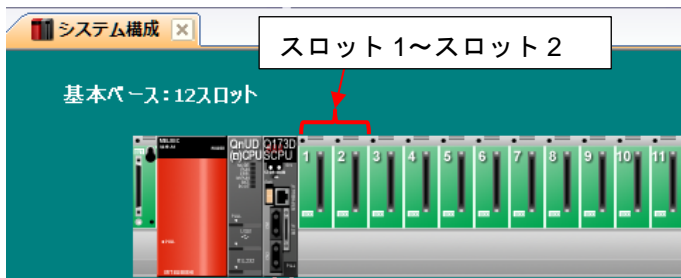 システム構成
スロット 1～スロット 2
基本ベース:12スロット
QnUD
(D)CPU
Q173D
SCPU
1 2 3 4 5 6 7 8 9 10 11